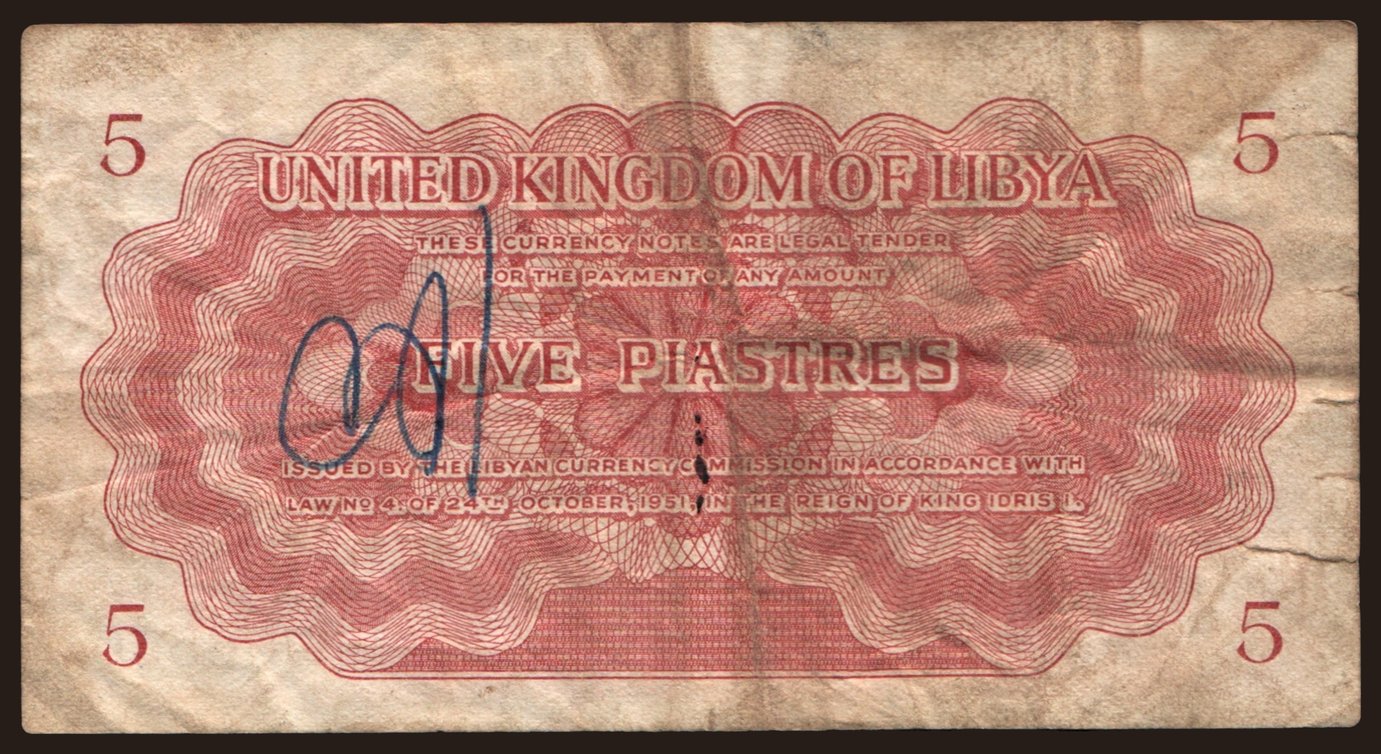 5 5
UNITED KINGDOM OF LIBYA
THESE CURRENCY NOTES ARE LEGAL TENDER
FOR THE PAYMENT OF ANY AMOUNT
FIVE PIASTRES
ISSUED BY THE LIBYAN CURRENCY COMMISSION IN ACCORDANCE WITH
LAW Nº 4. OF 24TH OCTOBER, 1951, IN THE REIGN OF KING IDRIS I.
5 5